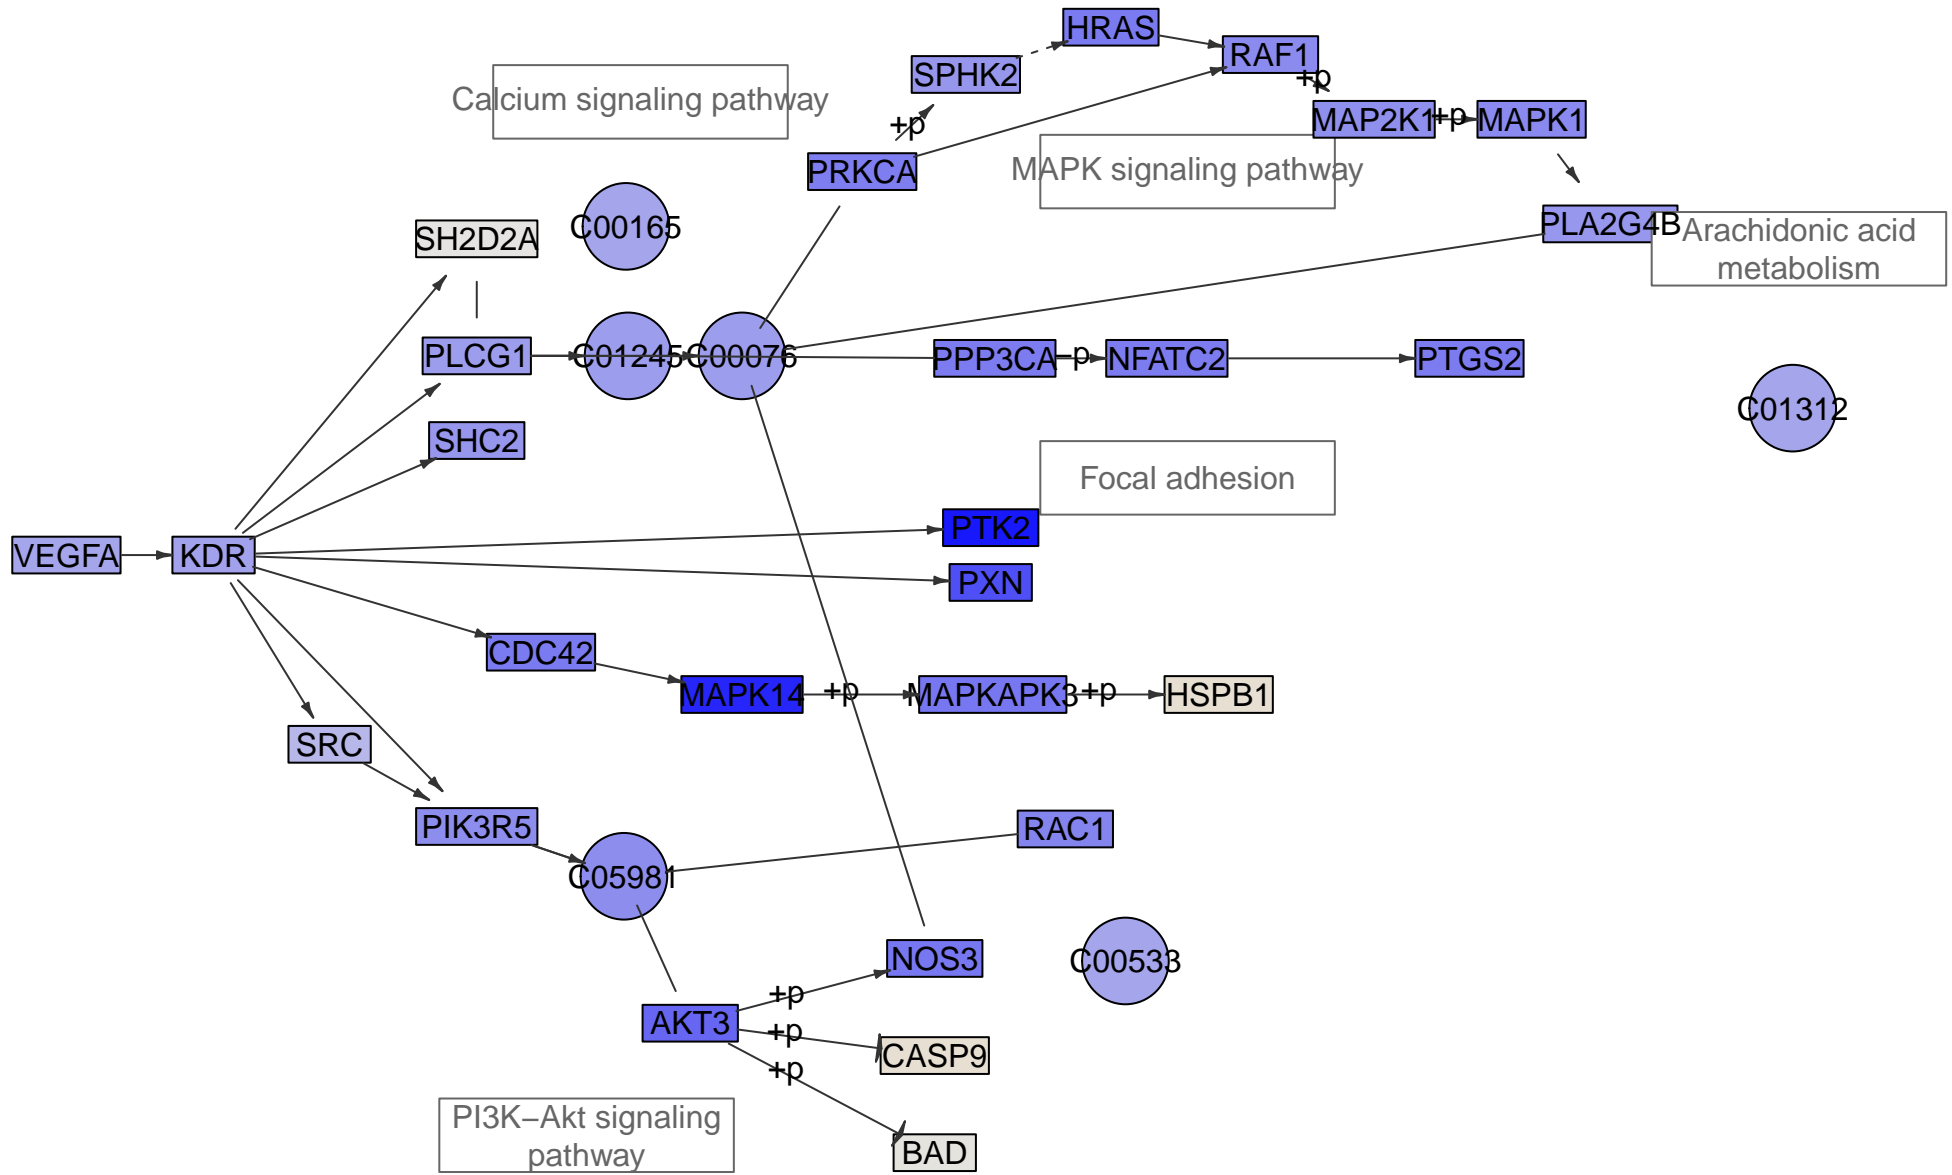 HRAS
RAF1
+p
SPHK2
Calcium signaling pathway
+p
MAP2K1
+p
MAPK1
PRKCA
MAPK signaling pathway
C00165
SH2D2A
PLA2G4B
Arachidonic acid
metabolism
PLCG1
C01245
C00076
PPP3CA
−p
NFATC2
PTGS2
C01312
SHC2
Focal adhesion
PTK2
VEGFA
KDR
PXN
CDC42
MAPK14
+p
MAPKAPK3
+p
HSPB1
SRC
PIK3R5
RAC1
C05981
NOS3
C00533
+p
AKT3
+p
CASP9
+p
PI3K−Akt signaling
pathway
BAD